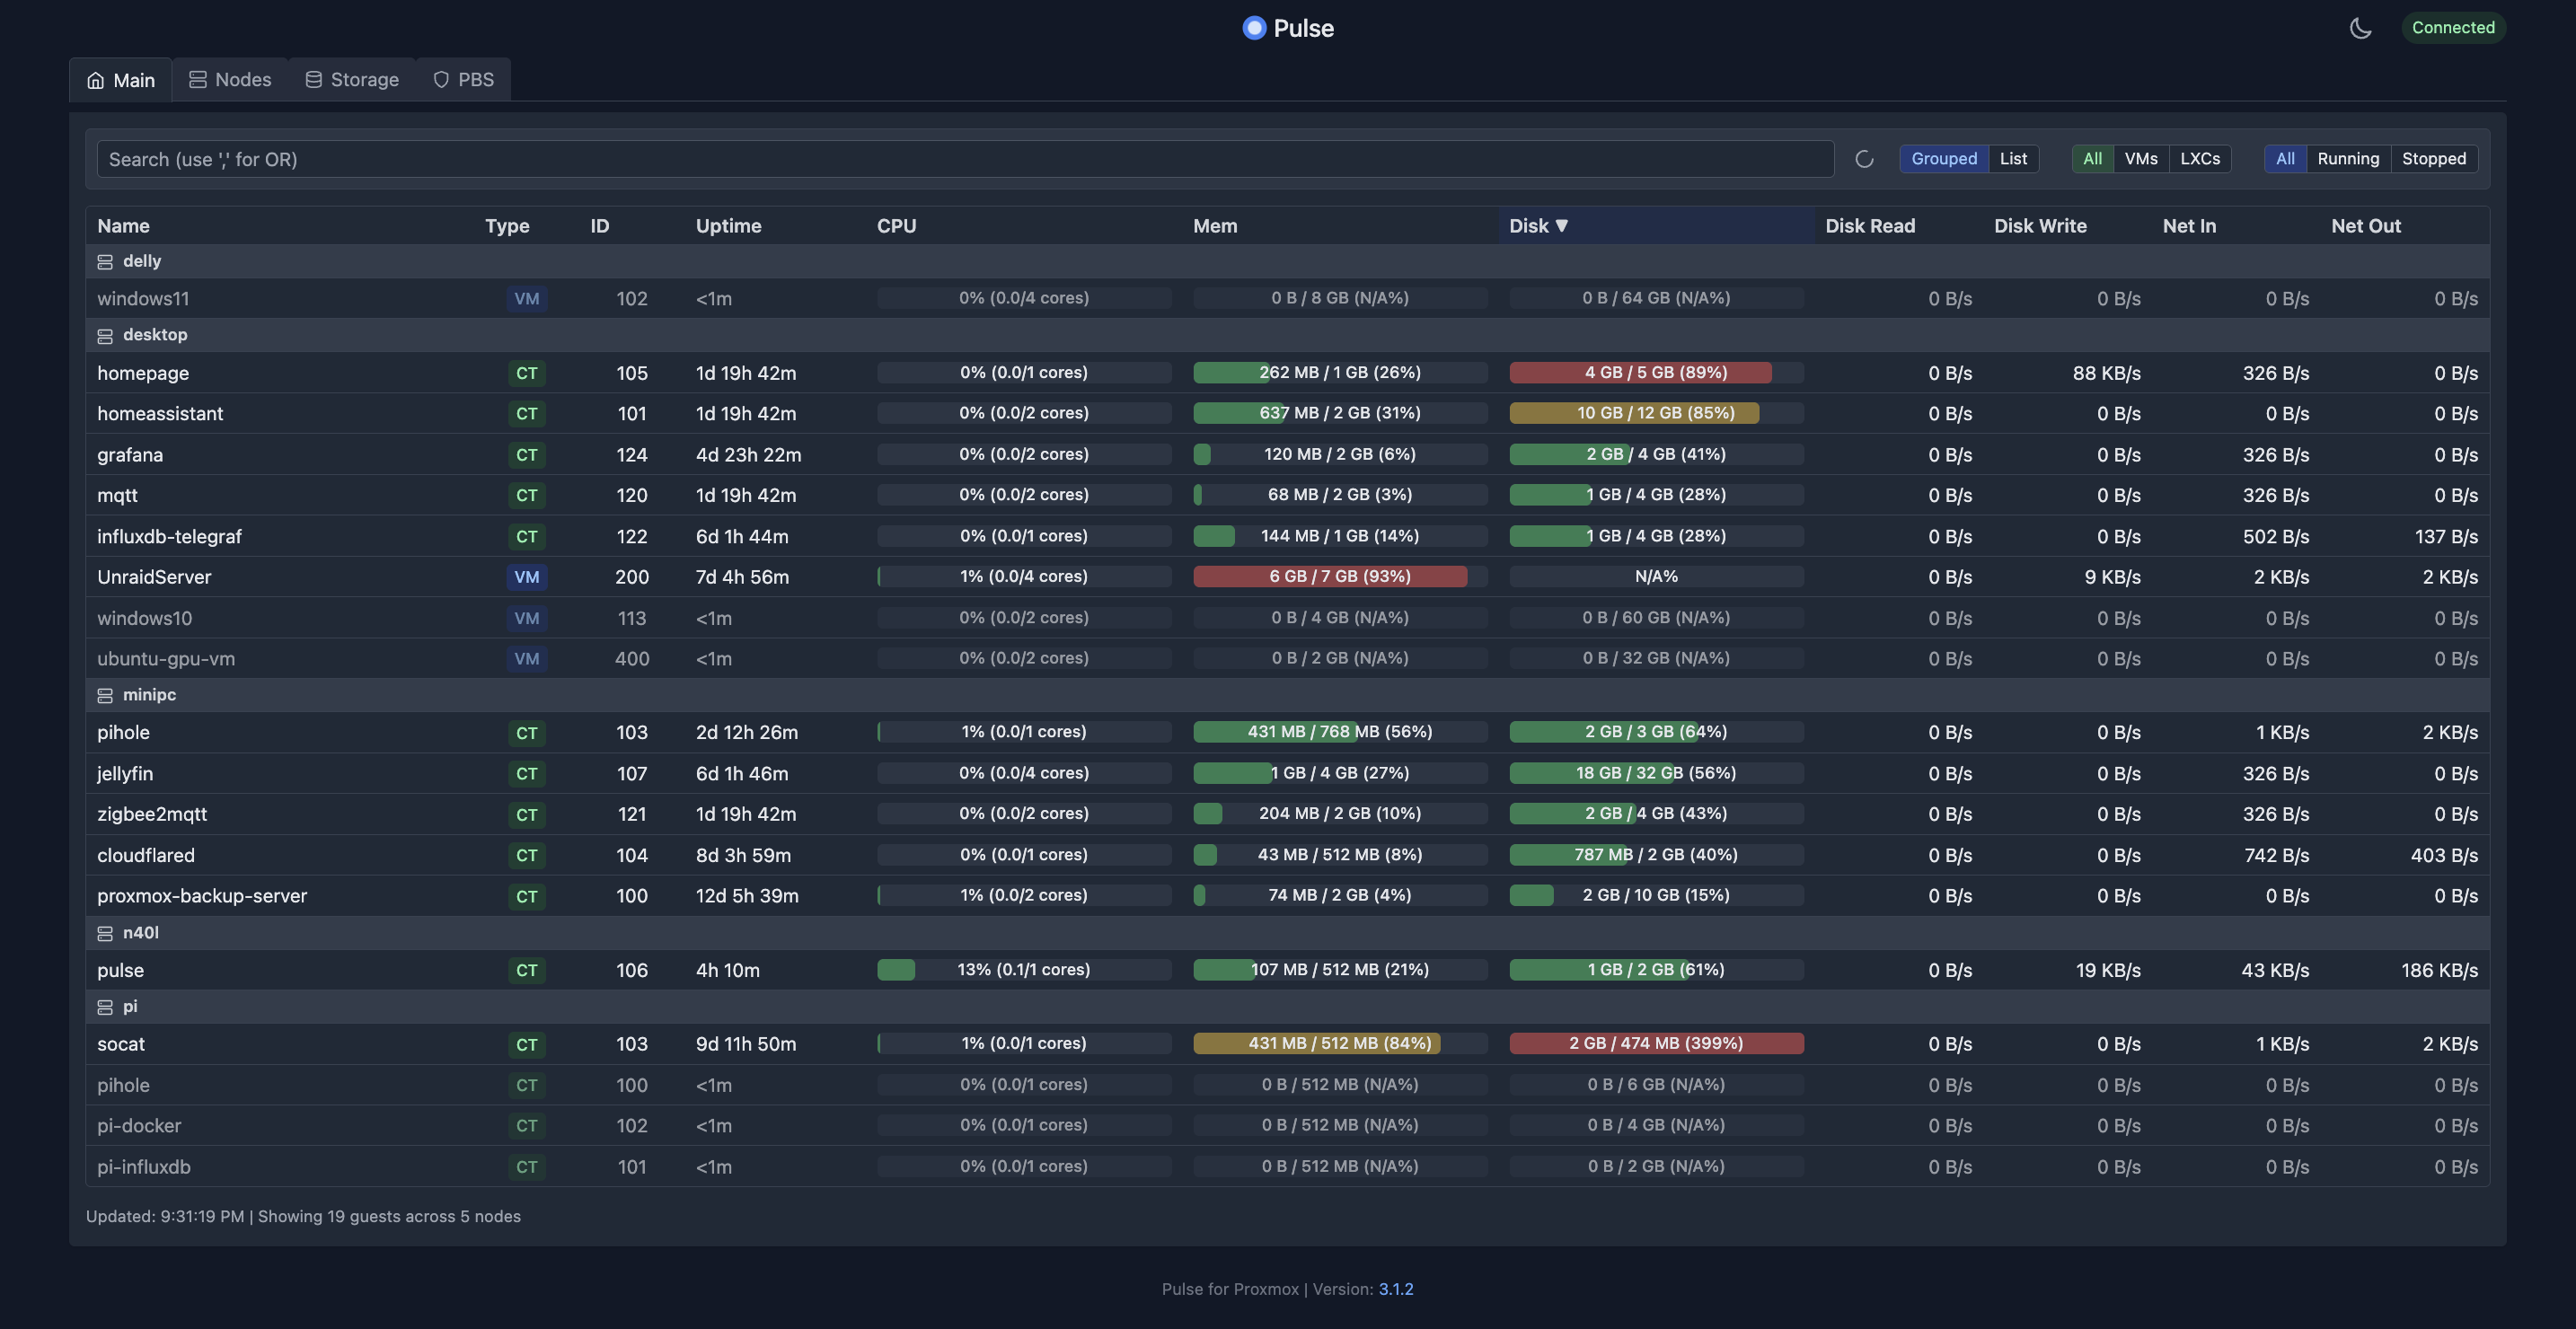 Pulse
Connected
Main Nodes Storage PBS
Search (use ',' for OR) Grouped List All VMs LXCs All Running Stopped
Name Type ID Uptime CPU Mem Disk ▼ Disk Read Disk Write Net In Net Out
delly
windows11 VM 102 <1m 0% (0.0/4 cores) 0 B / 8 GB (N/A%) 0 B / 64 GB (N/A%) 0 B/s 0 B/s 0 B/s 0 B/s
desktop
homepage CT 105 1d 19h 42m 0% (0.0/1 cores) 262 MB / 1 GB (26%) 4 GB / 5 GB (89%) 0 B/s 88 KB/s 326 B/s 0 B/s
homeassistant CT 101 1d 19h 42m 0% (0.0/2 cores) 637 MB / 2 GB (31%) 10 GB / 12 GB (85%) 0 B/s 0 B/s 0 B/s 0 B/s
grafana CT 124 4d 23h 22m 0% (0.0/2 cores) 120 MB / 2 GB (6%) 2 GB / 4 GB (41%) 0 B/s 0 B/s 326 B/s 0 B/s
mqtt CT 120 1d 19h 42m 0% (0.0/2 cores) 68 MB / 2 GB (3%) 1 GB / 4 GB (28%) 0 B/s 0 B/s 326 B/s 0 B/s
influxdb-telegraf CT 122 6d 1h 44m 0% (0.0/1 cores) 144 MB / 1 GB (14%) 1 GB / 4 GB (28%) 0 B/s 0 B/s 502 B/s 137 B/s
UnraidServer VM 200 7d 4h 56m 1% (0.0/4 cores) 6 GB / 7 GB (93%) N/A% 0 B/s 9 KB/s 2 KB/s 2 KB/s
windows10 VM 113 <1m 0% (0.0/2 cores) 0 B / 4 GB (N/A%) 0 B / 60 GB (N/A%) 0 B/s 0 B/s 0 B/s 0 B/s
ubuntu-gpu-vm VM 400 <1m 0% (0.0/2 cores) 0 B / 2 GB (N/A%) 0 B / 32 GB (N/A%) 0 B/s 0 B/s 0 B/s 0 B/s
minipc
pihole CT 103 2d 12h 26m 1% (0.0/1 cores) 431 MB / 768 MB (56%) 2 GB / 3 GB (64%) 0 B/s 0 B/s 1 KB/s 2 KB/s
jellyfin CT 107 6d 1h 46m 0% (0.0/4 cores) 1 GB / 4 GB (27%) 18 GB / 32 GB (56%) 0 B/s 0 B/s 326 B/s 0 B/s
zigbee2mqtt CT 121 1d 19h 42m 0% (0.0/2 cores) 204 MB / 2 GB (10%) 2 GB / 4 GB (43%) 0 B/s 0 B/s 326 B/s 0 B/s
cloudflared CT 104 8d 3h 59m 0% (0.0/1 cores) 43 MB / 512 MB (8%) 787 MB / 2 GB (40%) 0 B/s 0 B/s 742 B/s 403 B/s
proxmox-backup-server CT 100 12d 5h 39m 1% (0.0/2 cores) 74 MB / 2 GB (4%) 2 GB / 10 GB (15%) 0 B/s 0 B/s 0 B/s 0 B/s
n40l
pulse CT 106 4h 10m 13% (0.1/1 cores) 107 MB / 512 MB (21%) 1 GB / 2 GB (61%) 0 B/s 19 KB/s 43 KB/s 186 KB/s
pi
socat CT 103 9d 11h 50m 1% (0.0/1 cores) 431 MB / 512 MB (84%) 2 GB / 474 MB (399%) 0 B/s 0 B/s 1 KB/s 2 KB/s
pihole CT 100 <1m 0% (0.0/1 cores) 0 B / 512 MB (N/A%) 0 B / 6 GB (N/A%) 0 B/s 0 B/s 0 B/s 0 B/s
pi-docker CT 102 <1m 0% (0.0/1 cores) 0 B / 512 MB (N/A%) 0 B / 4 GB (N/A%) 0 B/s 0 B/s 0 B/s 0 B/s
pi-influxdb CT 101 <1m 0% (0.0/1 cores) 0 B / 512 MB (N/A%) 0 B / 2 GB (N/A%) 0 B/s 0 B/s 0 B/s 0 B/s
Updated: 9:31:19 PM | Showing 19 guests across 5 nodes
Pulse for Proxmox | Version: 3.1.2